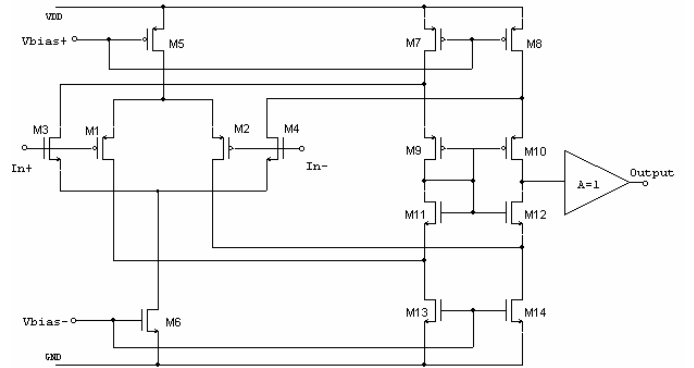 VDD
Vbias+
M5
M7
M8
M3
M1
M2
M4
M9
M10
In+
In-
Output
A=1
M11
M12
Vbias-
M6
M13
M14
GND